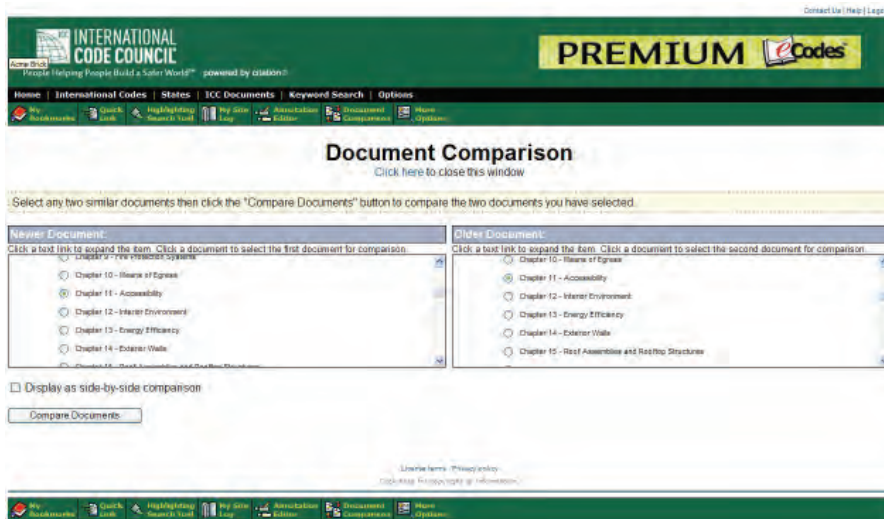 Contact Us | Help | Logo
INTERNATIONAL
CODE COUNCIL
Acme Brick
People Helping People Build a Safer World™ powered by citation
PREMIUM eCodes
Home | International Codes | States | ICC Documents | Keyword Search | Options
My Bookmarks Quick Link Highlighting Search Tool My Site Log Annotation Editor Document Comparison More Options
Document Comparison
Click here to close this window
Select any two similar documents then click the "Compare Documents" button to compare the two documents you have selected.
Newer Document:
Click a text link to expand the item. Click a document to select the first document for comparison.
Chapter 9 - Fire Protection Systems
Chapter 10 - Means of Egress
Chapter 11 - Accessibility
Chapter 12 - Interior Environment
Chapter 13 - Energy Efficiency
Chapter 14 - Exterior Walls
Chapter 15 - Roof Assemblies and Rooftop Structures
Older Document:
Click a text link to expand the item. Click a document to select the second document for comparison.
Chapter 10 - Means of Egress
Chapter 11 - Accessibility
Chapter 12 - Interior Environment
Chapter 13 - Energy Efficiency
Chapter 14 - Exterior Walls
Chapter 15 - Roof Assemblies and Rooftop Structures
Display as side-by-side comparison
Compare Documents
License terms Privacy policy
My Bookmarks Quick Link Highlighting Search Tool My Site Log Annotation Editor Document Comparison More Options